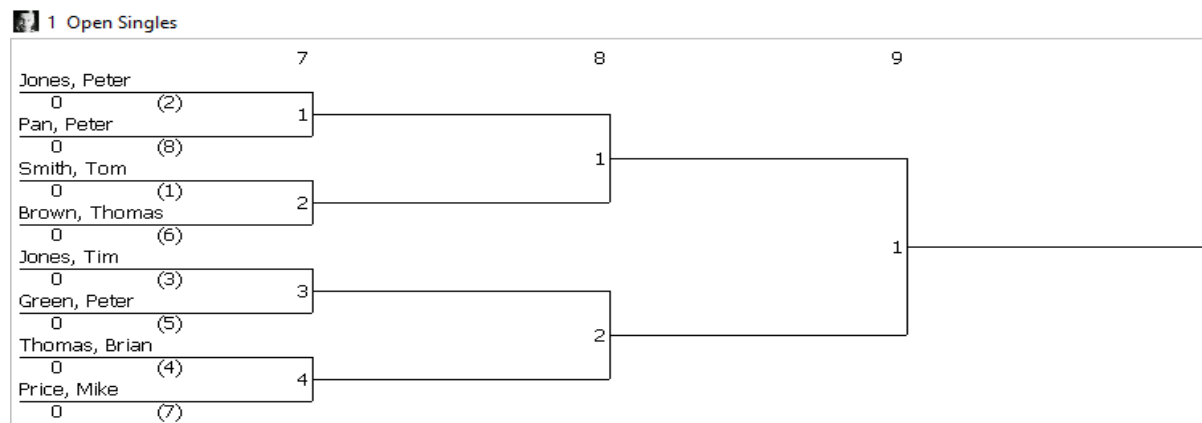 1 Open Singles
7 8 9
Jones, Peter
0 (2)
1
Pan, Peter
0 (8)
Smith, Tom
1
0 (1)
2
Brown, Thomas
0 (6)
1
Jones, Tim
0 (3)
3
Green, Peter
0 (5)
2
Thomas, Brian
0 (4)
4
Price, Mike
0 (7)